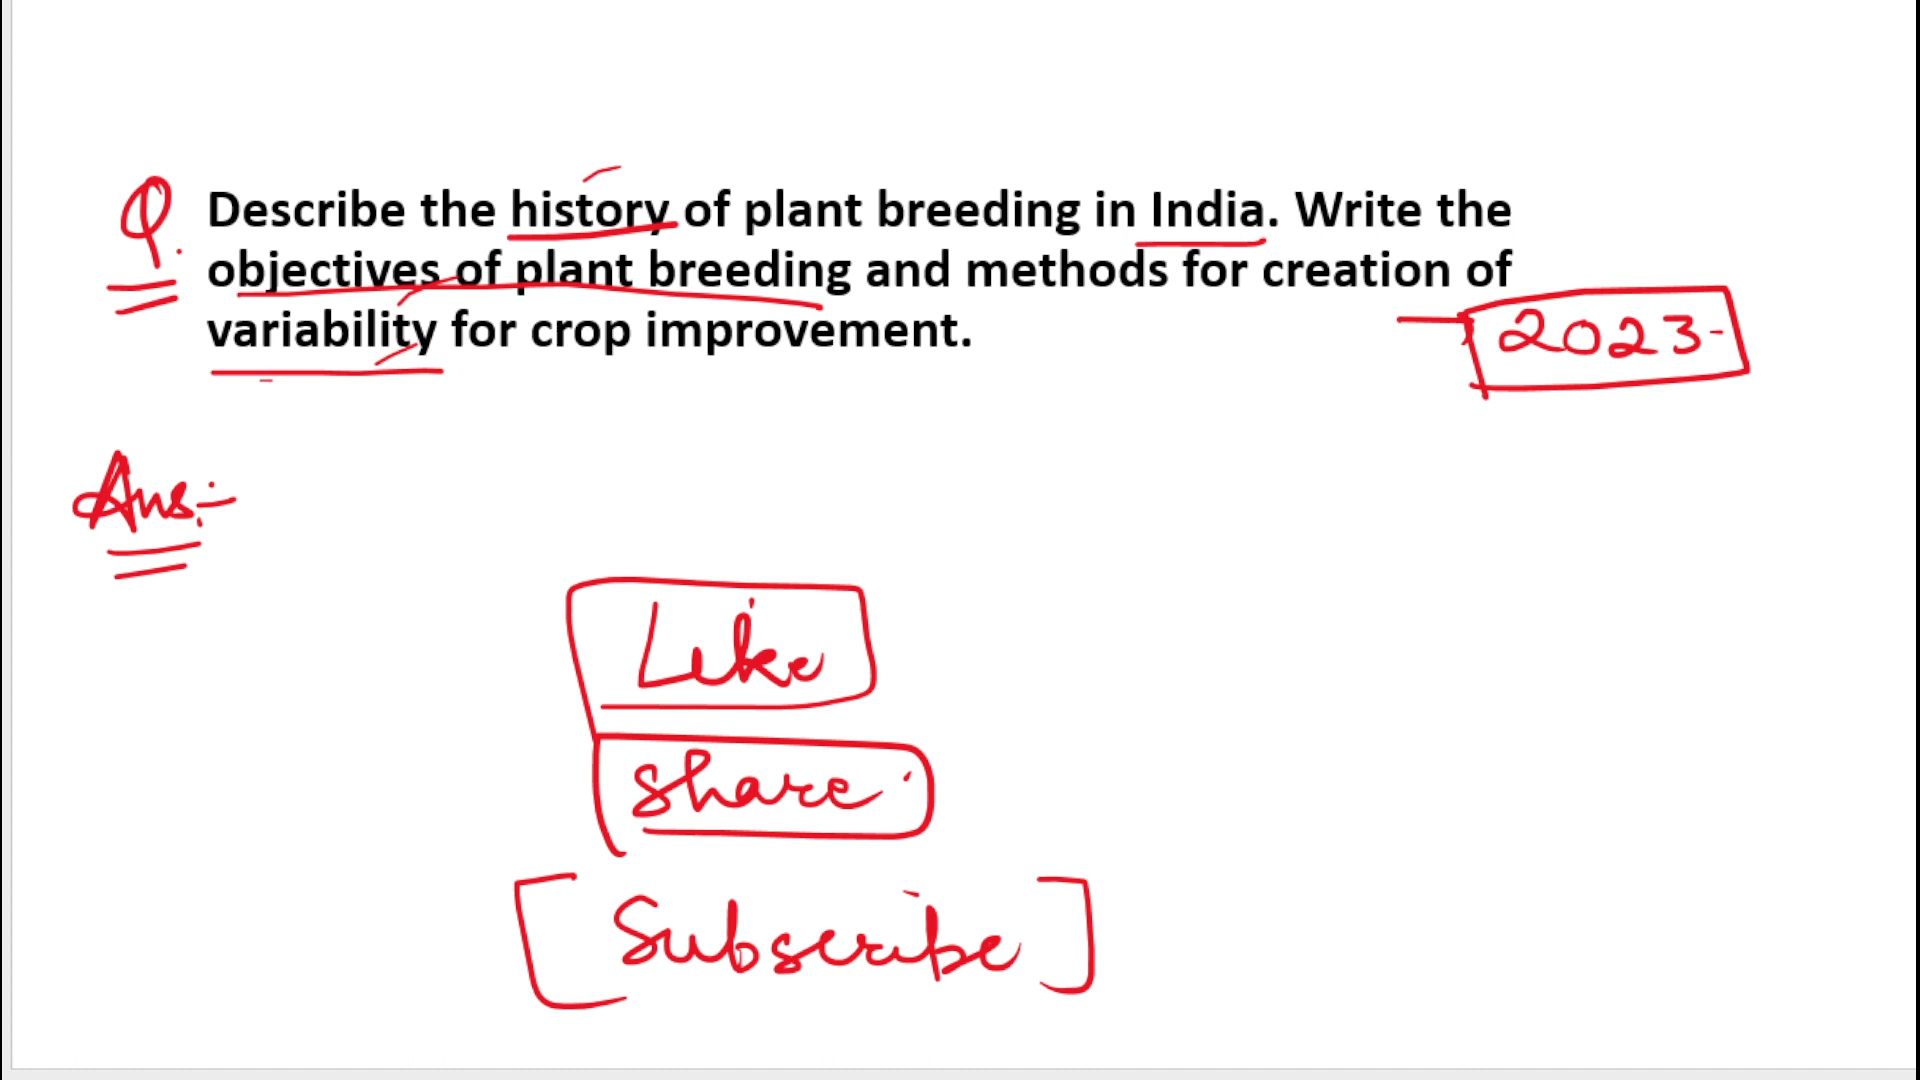 Q. Describe the history of plant breeding in India. Write the
objectives of plant breeding and methods for creation of
variability for crop improvement.
2023-
Ans:-
Like
Share
Subscribe